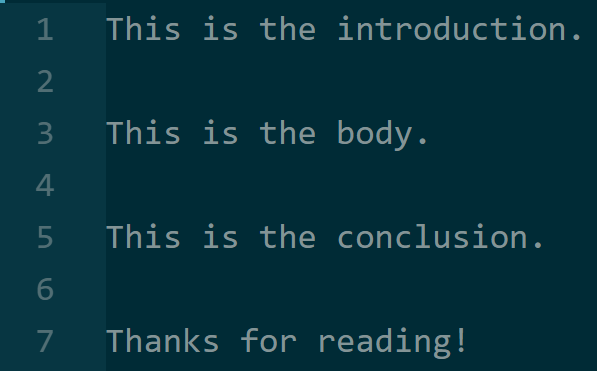 1 This is the introduction.
2
3 This is the body.
4
5 This is the conclusion.
6
7 Thanks for reading!